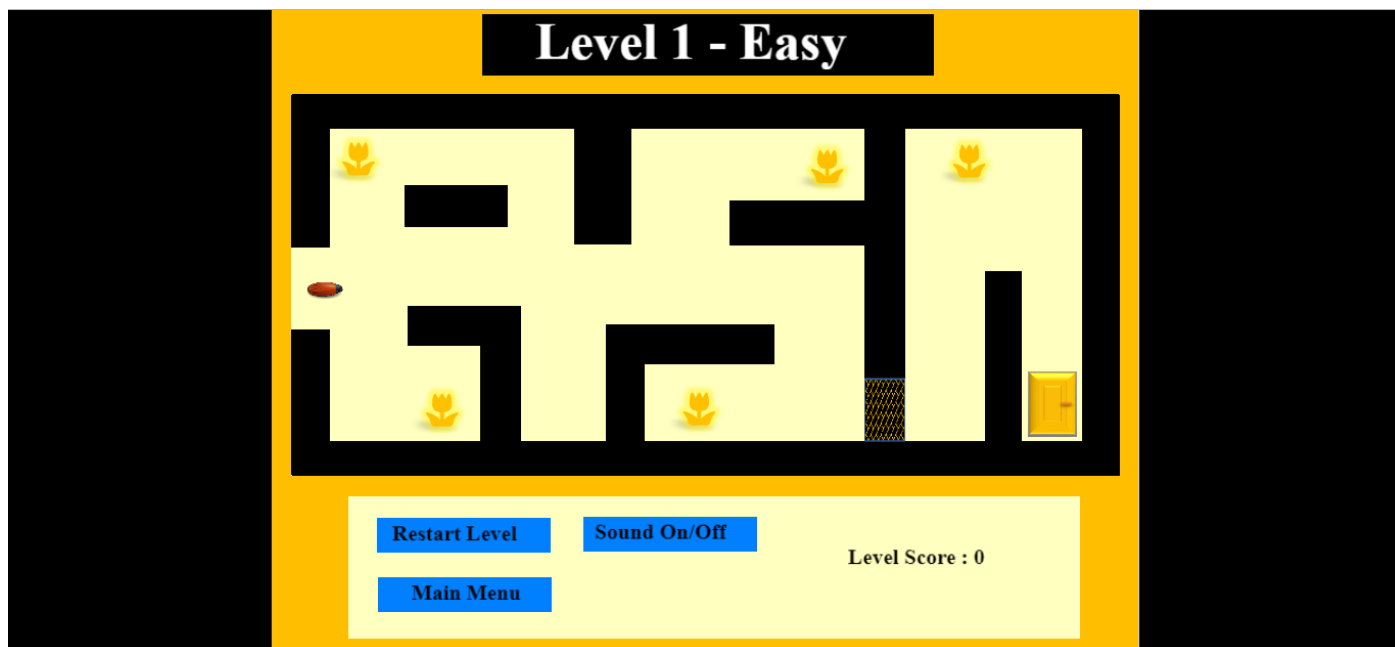 Level 1 - Easy
Restart Level
Sound On/Off
Level Score : 0
Main Menu